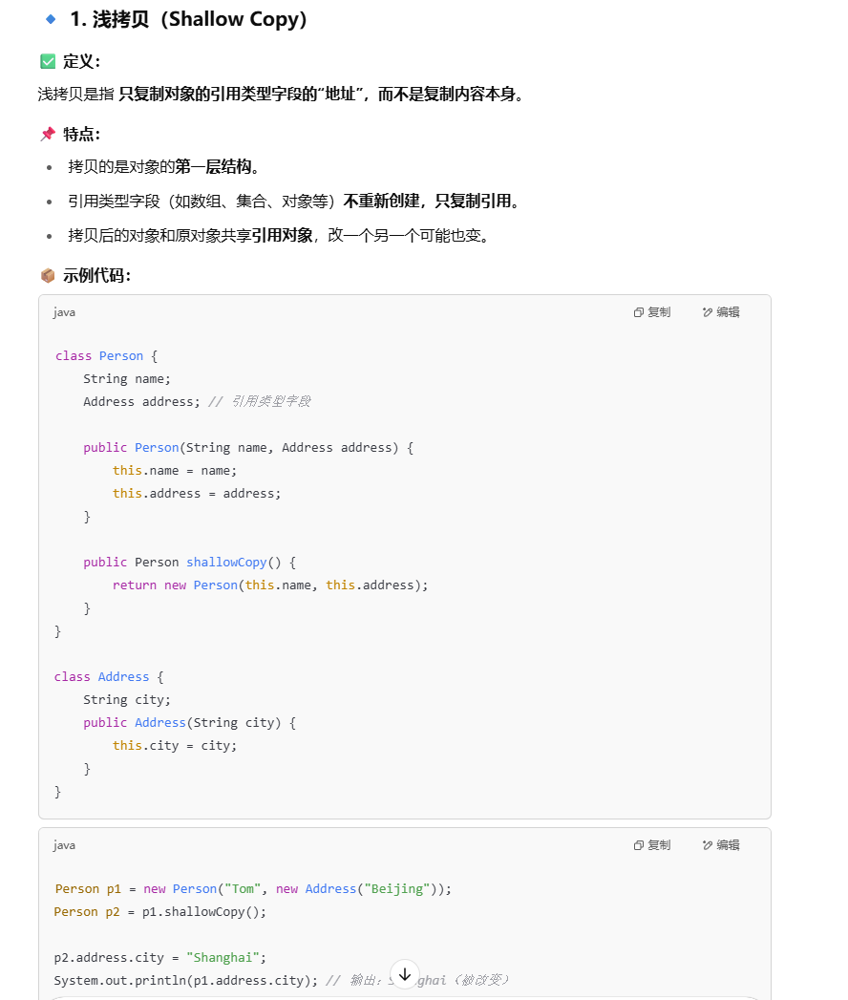 1. 浅拷贝（Shallow Copy）
定义：
浅拷贝是指 只复制对象的引用类型字段的“地址”，而不是复制内容本身。
特点：
拷贝的是对象的第一层结构。
引用类型字段（如数组、集合、对象等）不重新创建，只复制引用。
拷贝后的对象和原对象共享引用对象，改一个另一个可能也变。
示例代码：
java 复制 编辑
class Person {
    String name;
    Address address; // 引用类型字段
    public Person(String name, Address address) {
        this.name = name;
        this.address = address;
    }
    public Person shallowCopy() {
        return new Person(this.name, this.address);
    }
}
class Address {
    String city;
    public Address(String city) {
        this.city = city;
    }
}
java 复制 编辑
Person p1 = new Person("Tom", new Address("Beijing"));
Person p2 = p1.shallowCopy();
p2.address.city = "Shanghai";
System.out.println(p1.address.city); // 输出: （被改变）